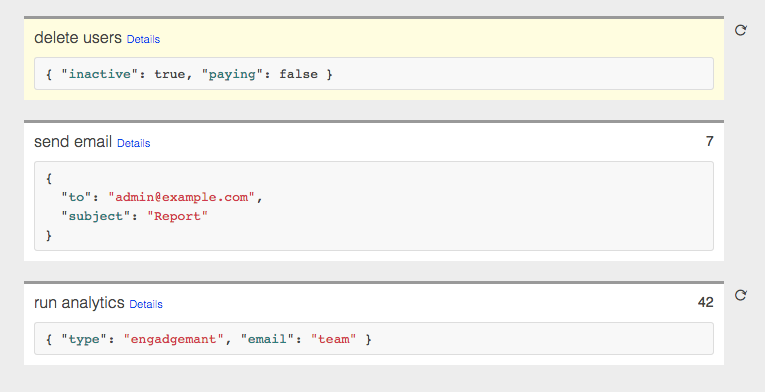 delete users Details
{ "inactive": true, "paying": false }
send email Details 7
{
"to": "admin@example.com",
"subject": "Report"
}
run analytics Details 42
{ "type": "engadgemant", "email": "team" }